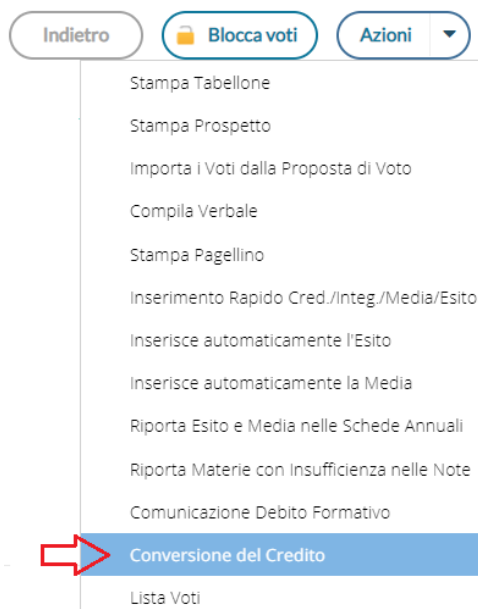 Indietro Blocca voti Azioni
Stampa Tabellone
Stampa Prospetto
Importa i Voti dalla Proposta di Voto
Compila Verbale
Stampa Pagellino
Inserimento Rapido Cred./Integ./Media/Esito
Inserisce automaticamente l'Esito
Inserisce automaticamente la Media
Riporta Esito e Media nelle Schede Annuali
Riporta Materie con Insufficienza nelle Note
Comunicazione Debito Formativo
Conversione del Credito
Lista Voti